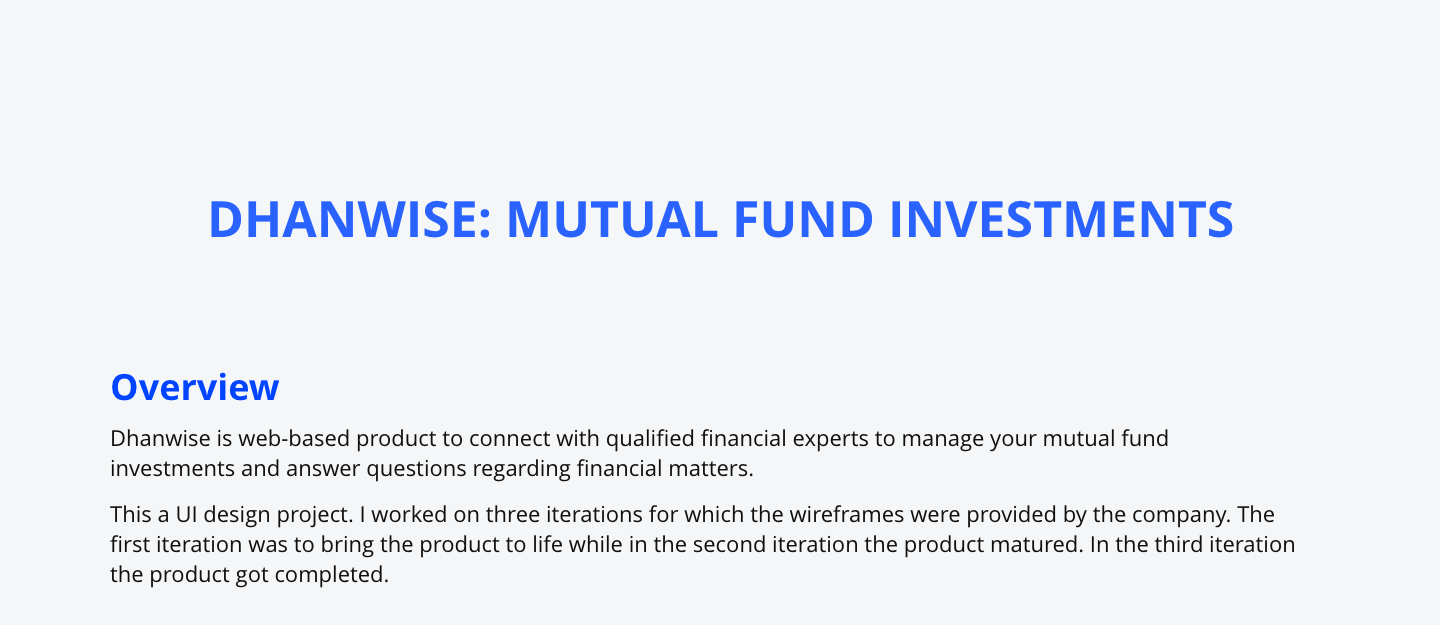 DHANWISE: MUTUAL FUND INVESTMENTS
Overview
Dhanwise is web-based product to connect with qualified financial experts to manage your mutual fund
investments and answer questions regarding financial matters.
This a UI design project. I worked on three iterations for which the wireframes were provided by the company. The
first iteration was to bring the product to life while in the second iteration the product matured. In the third iteration
the product got completed.